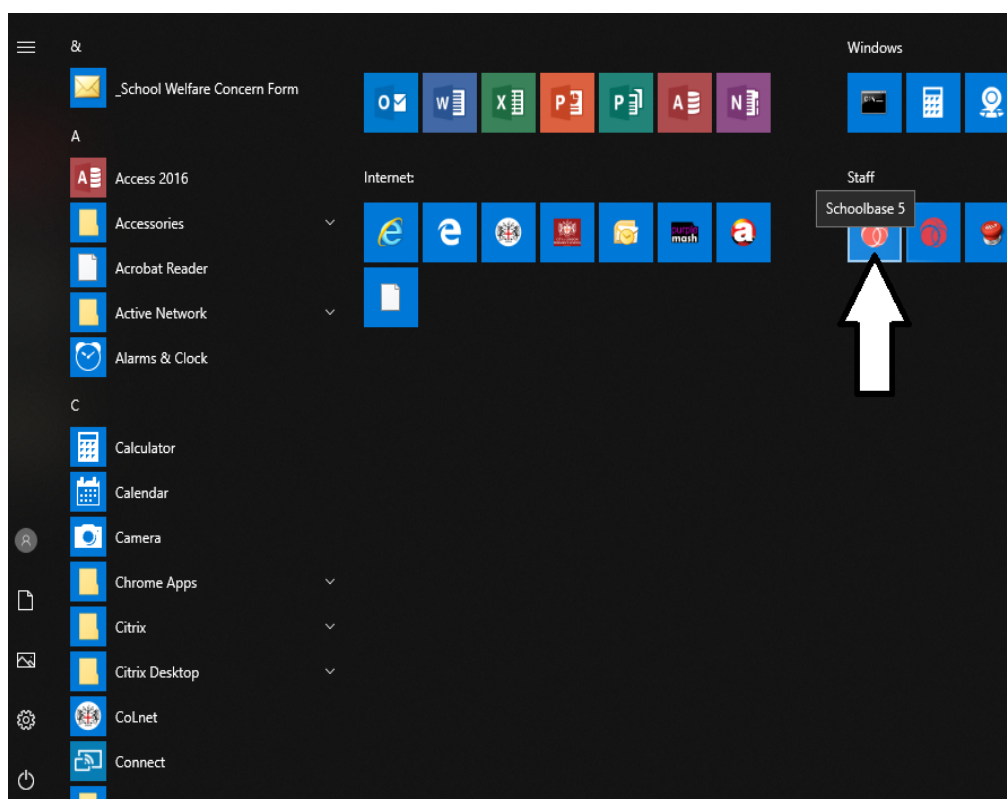 &
_School Welfare Concern Form
A
Access 2016
Accessories
Acrobat Reader
Active Network
Alarms & Clock
C
Calculator
Calendar
Camera
Chrome Apps
Citrix
Citrix Desktop
CoLnet
Connect
O W X P P A N
Internet:
purple
mash
Windows
C:\_
Staff
Schoolbase 5